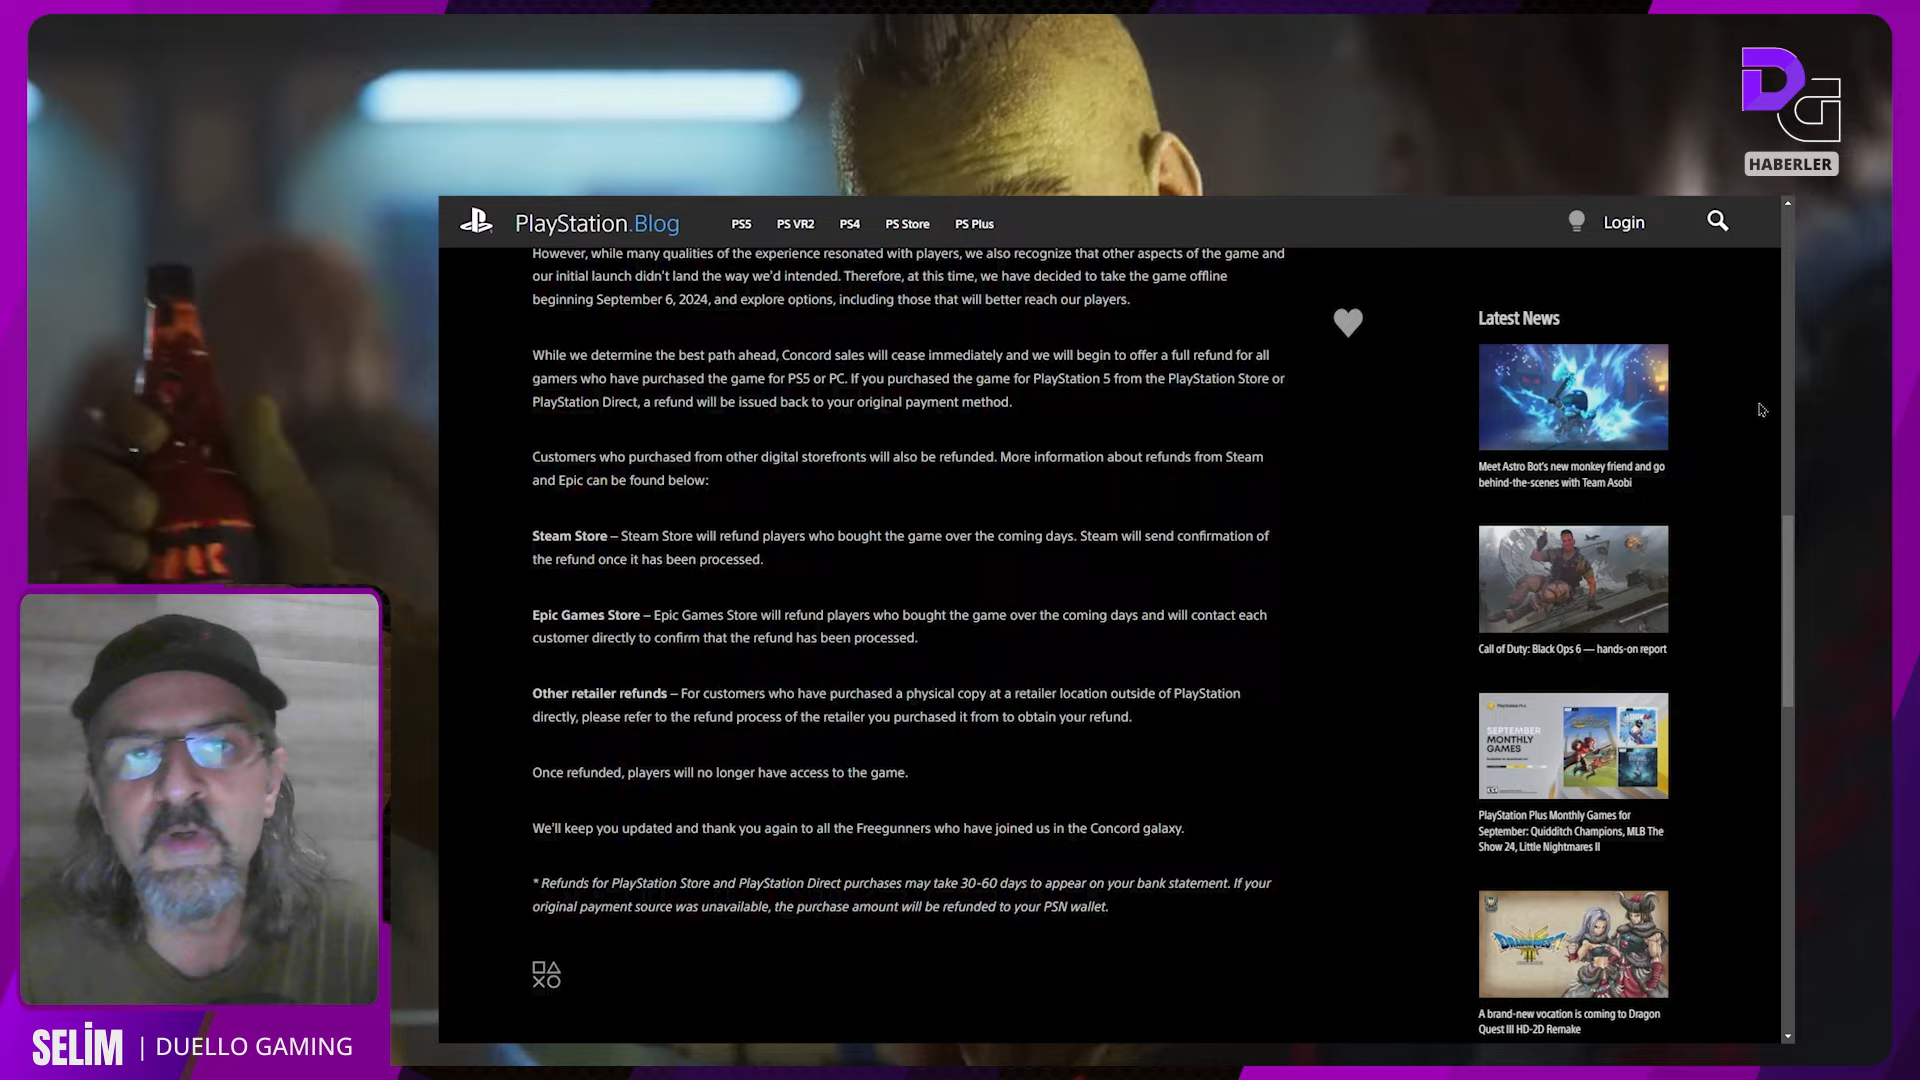 HABERLER
PlayStation.Blog
PS5
PS VR2
PS4
PS Store
PS Plus
Login
However, while many qualities of the experience resonated with players, we also recognize that other aspects of the game and
our initial launch didn't land the way we'd intended. Therefore, at this time, we have decided to take the game offline
beginning September 6, 2024, and explore options, including those that will better reach our players.
While we determine the best path ahead, Concord sales will cease immediately and we will begin to offer a full refund for all
gamers who have purchased the game for PS5 or PC. If you purchased the game for PlayStation 5 from the PlayStation Store or
PlayStation Direct, a refund will be issued back to your original payment method.
Customers who purchased from other digital storefronts will also be refunded. More information about refunds from Steam
and Epic can be found below:
Steam Store – Steam Store will refund players who bought the game over the coming days. Steam will send confirmation of
the refund once it has been processed.
Epic Games Store – Epic Games Store will refund players who bought the game over the coming days and will contact each
customer directly to confirm that the refund has been processed.
Other retailer refunds – For customers who have purchased a physical copy at a retailer location outside of PlayStation
directly, please refer to the refund process of the retailer you purchased it from to obtain your refund.
Once refunded, players will no longer have access to the game.
We'll keep you updated and thank you again to all the Freegunners who have joined us in the Concord galaxy.
* Refunds for PlayStation Store and PlayStation Direct purchases may take 30-60 days to appear on your bank statement. If your
original payment source was unavailable, the purchase amount will be refunded to your PSN wallet.
Latest News
Meet Astro Bot's new monkey friend and go
behind-the-scenes with Team Asobi
Call of Duty: Black Ops 6 — hands-on report
SEPTEMBER
MONTHLY
GAMES
PlayStation Plus Monthly Games for
September: Quidditch Champions, MLB The
Show 24, Little Nightmares II
DRAGON QUEST III
A brand-new vocation is coming to Dragon
Quest III HD-2D Remake
SELİM | DUELLO GAMING